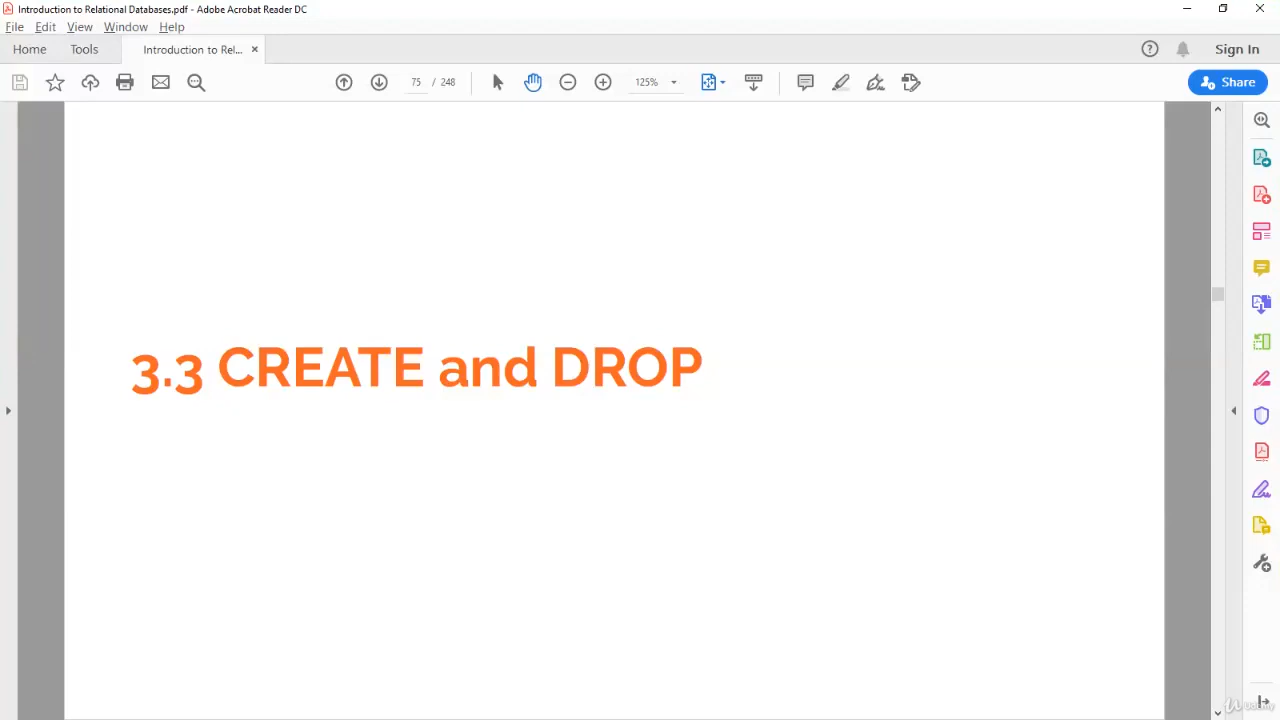 Introduction to Relational Databases.pdf - Adobe Acrobat Reader DC
File Edit View Window Help
Home Tools Introduction to Rel... × Sign In
75 / 248 125% Share
3.3 CREATE and DROP
Udemy